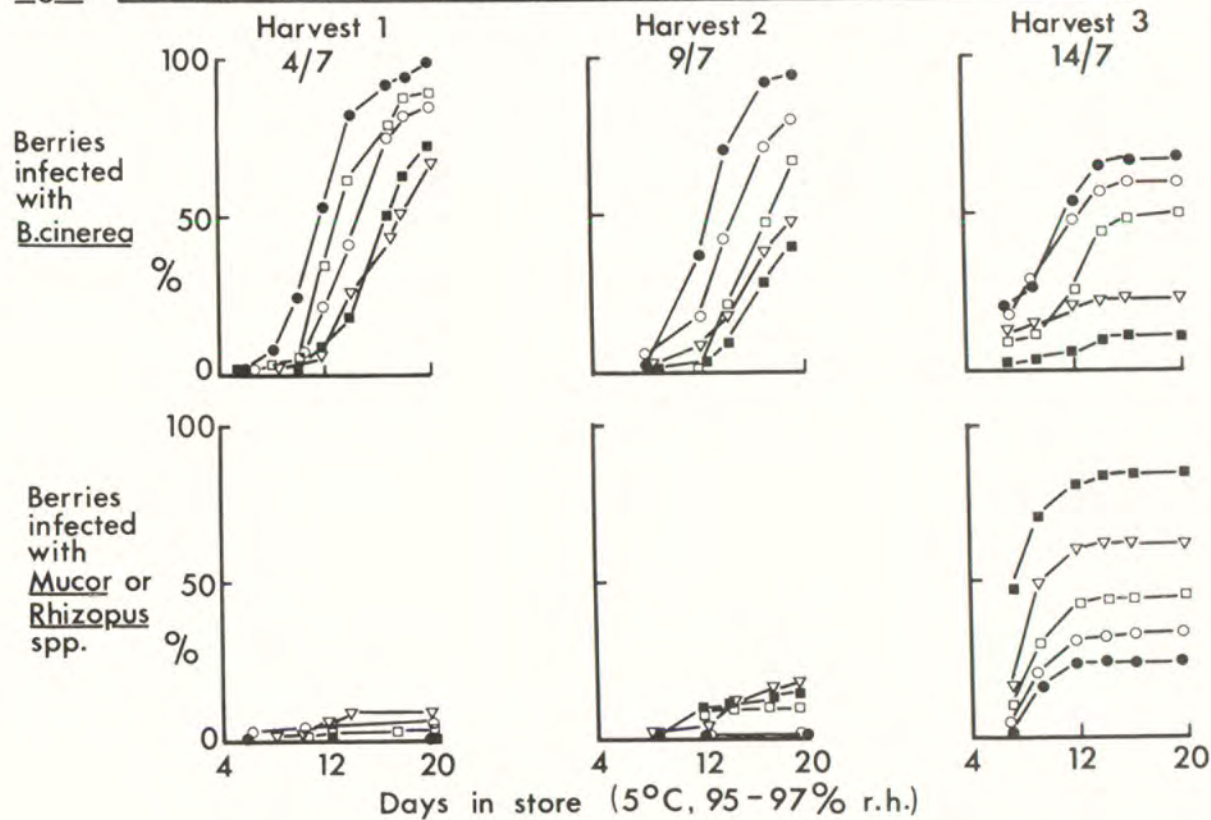 Harvest 1
4/7
Harvest 2
9/7
Harvest 3
14/7
Berries
infected
with
B.cinerea
%
100
50
0
Berries
infected
with
Mucor or
Rhizopus
spp.
%
100
50
0
4 12 20
4 12 20
4 12 20
Days in store (5°C, 95-97% r.h.)